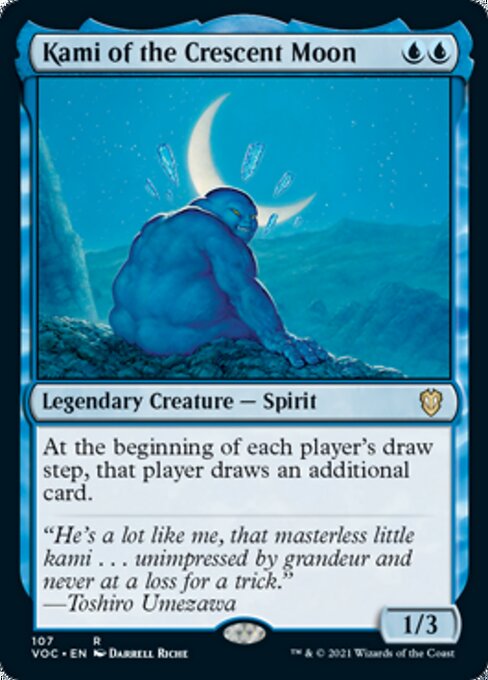 Kami of the Crescent Moon
Legendary Creature — Spirit
At the beginning of each player's draw
step, that player draws an additional
card.
“He's a lot like me, that masterless little
kami . . . unimpressed by grandeur and
never at a loss for a trick.”
—Toshiro Umezawa
1/3
107 R
VOC • EN Darrell Riche
™ & © 2021 Wizards of the Coast